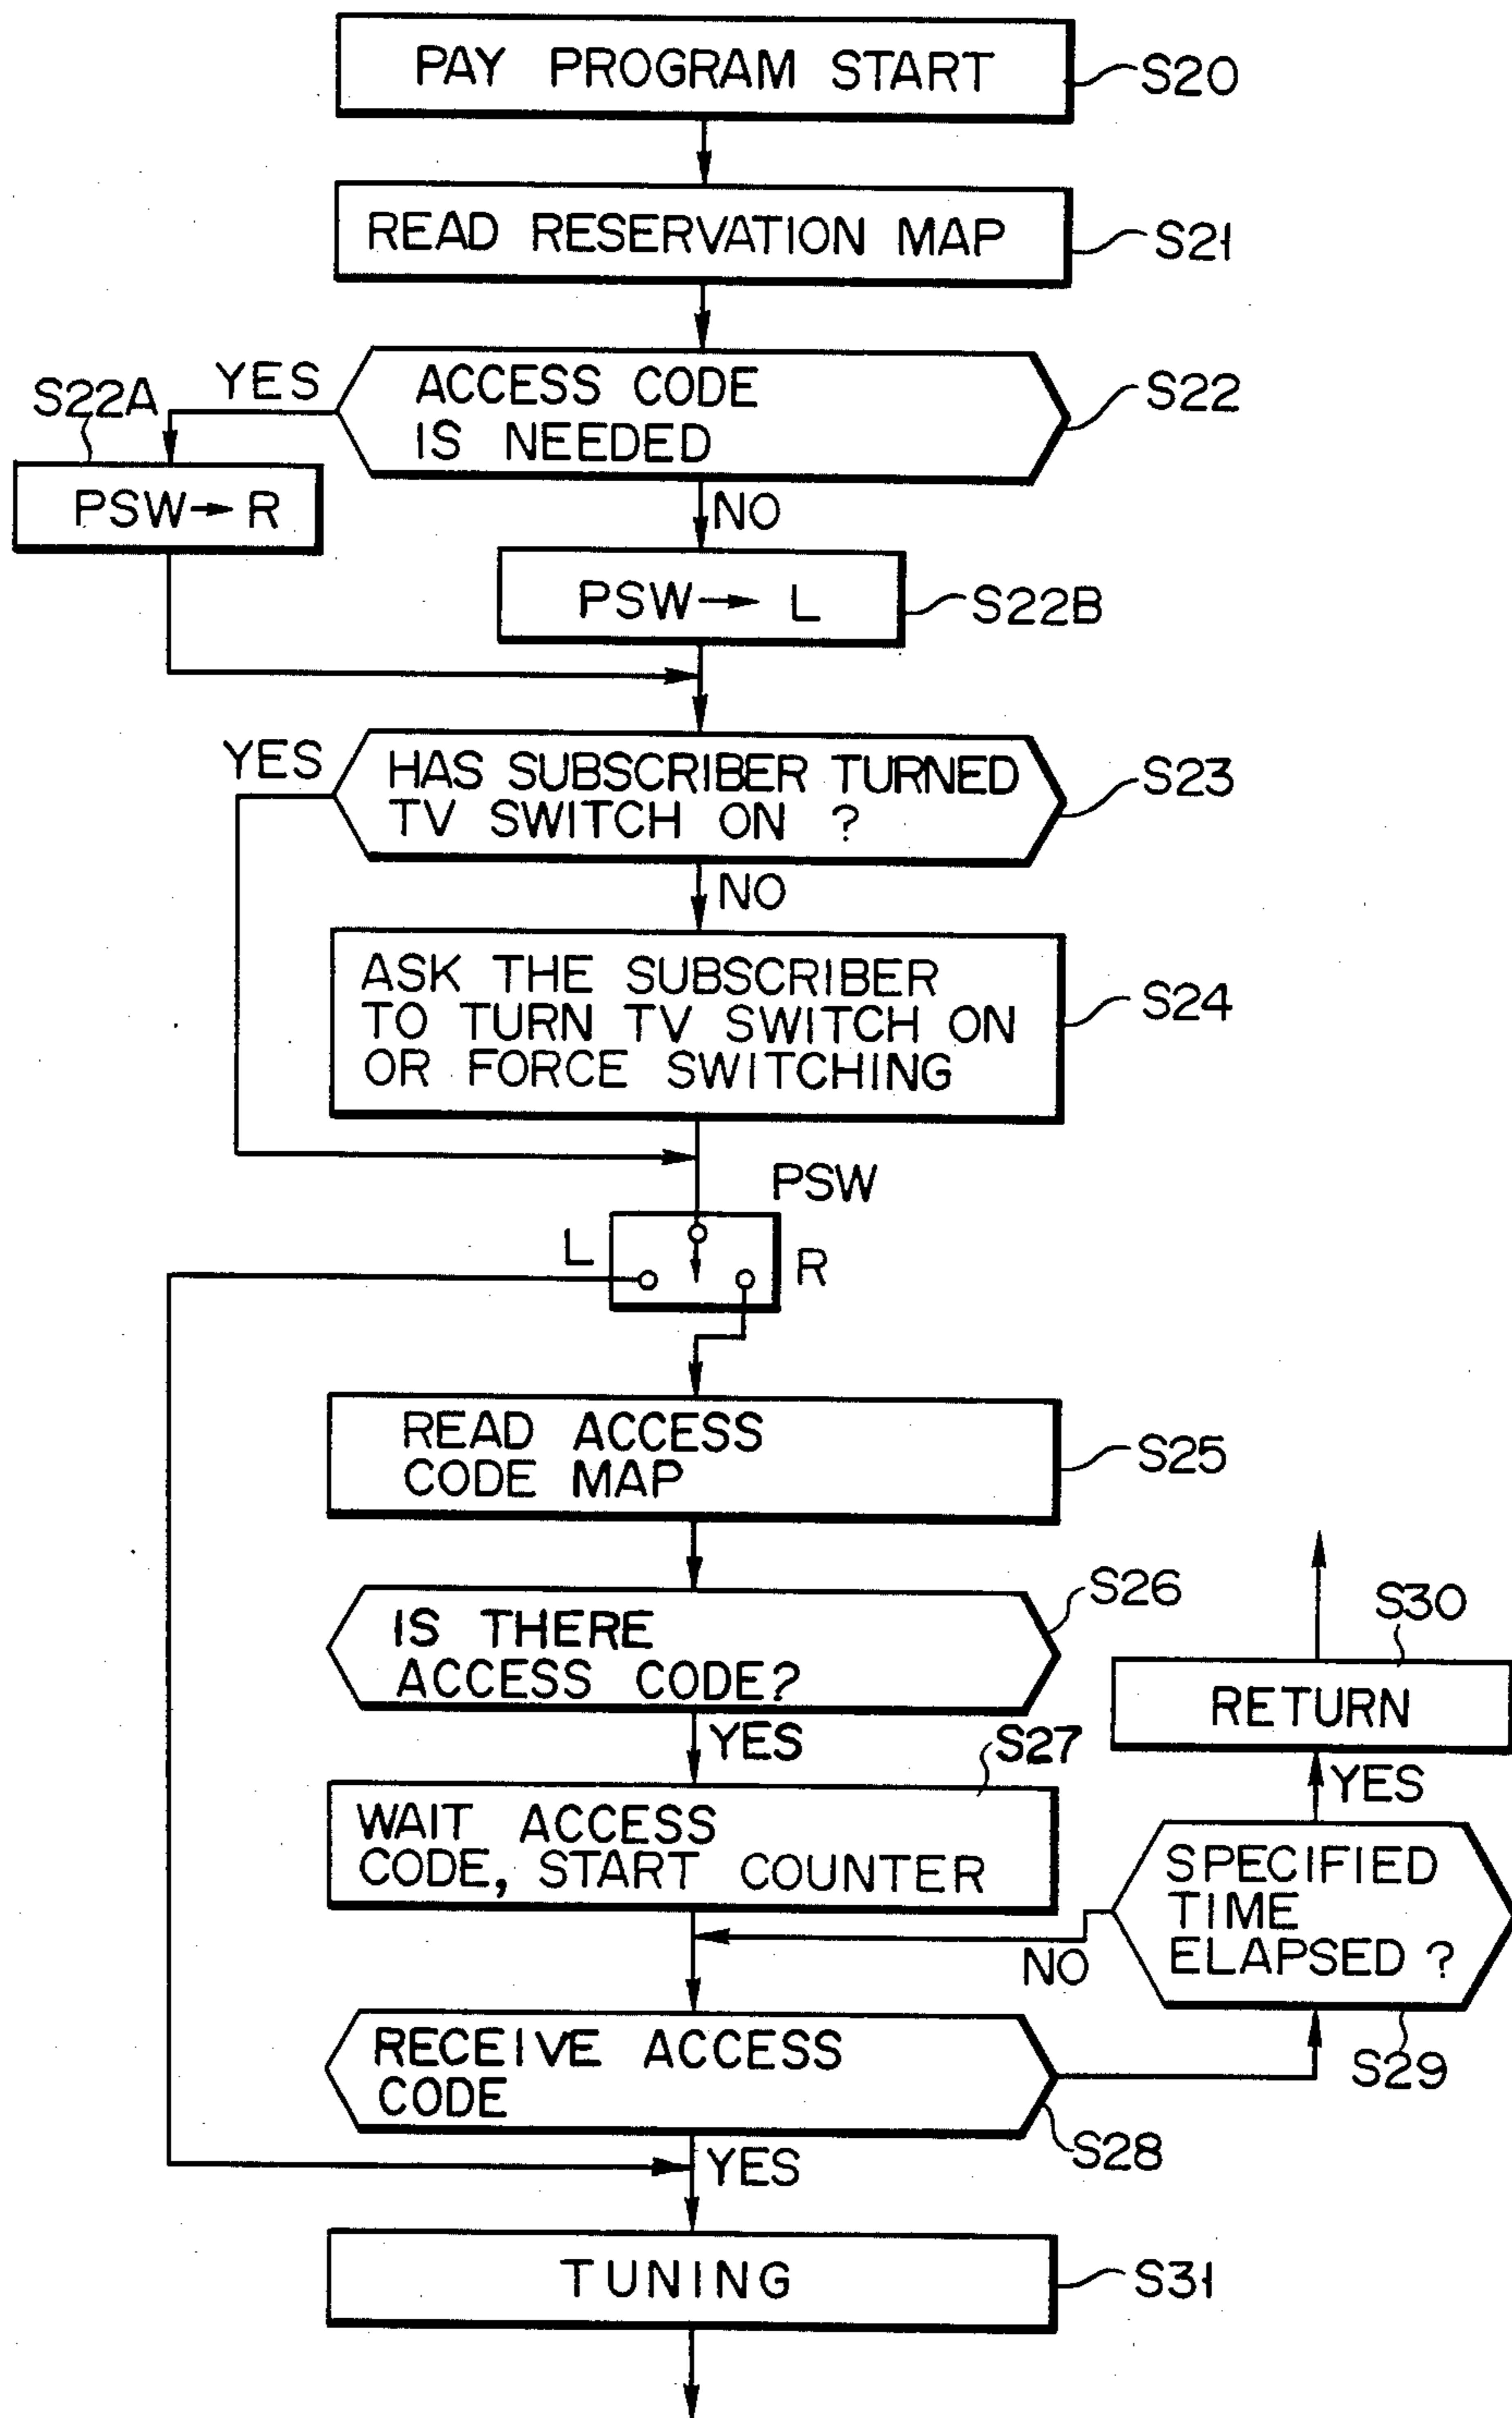 PAY PROGRAM START
S20
READ RESERVATION MAP
S21
YES
ACCESS CODE
IS NEEDED
S22
S22A
PSW → R
NO
PSW → L
S22B
YES
HAS SUBSCRIBER TURNED
TV SWITCH ON ?
S23
NO
ASK THE SUBSCRIBER
TO TURN TV SWITCH ON
OR FORCE SWITCHING
S24
PSW
L
R
READ ACCESS
CODE MAP
S25
IS THERE
ACCESS CODE?
S26
S30
RETURN
YES
YES
S27
WAIT ACCESS
CODE, START COUNTER
SPECIFIED
TIME
ELAPSED ?
NO
S29
RECEIVE ACCESS
CODE
S28
YES
TUNING
S31